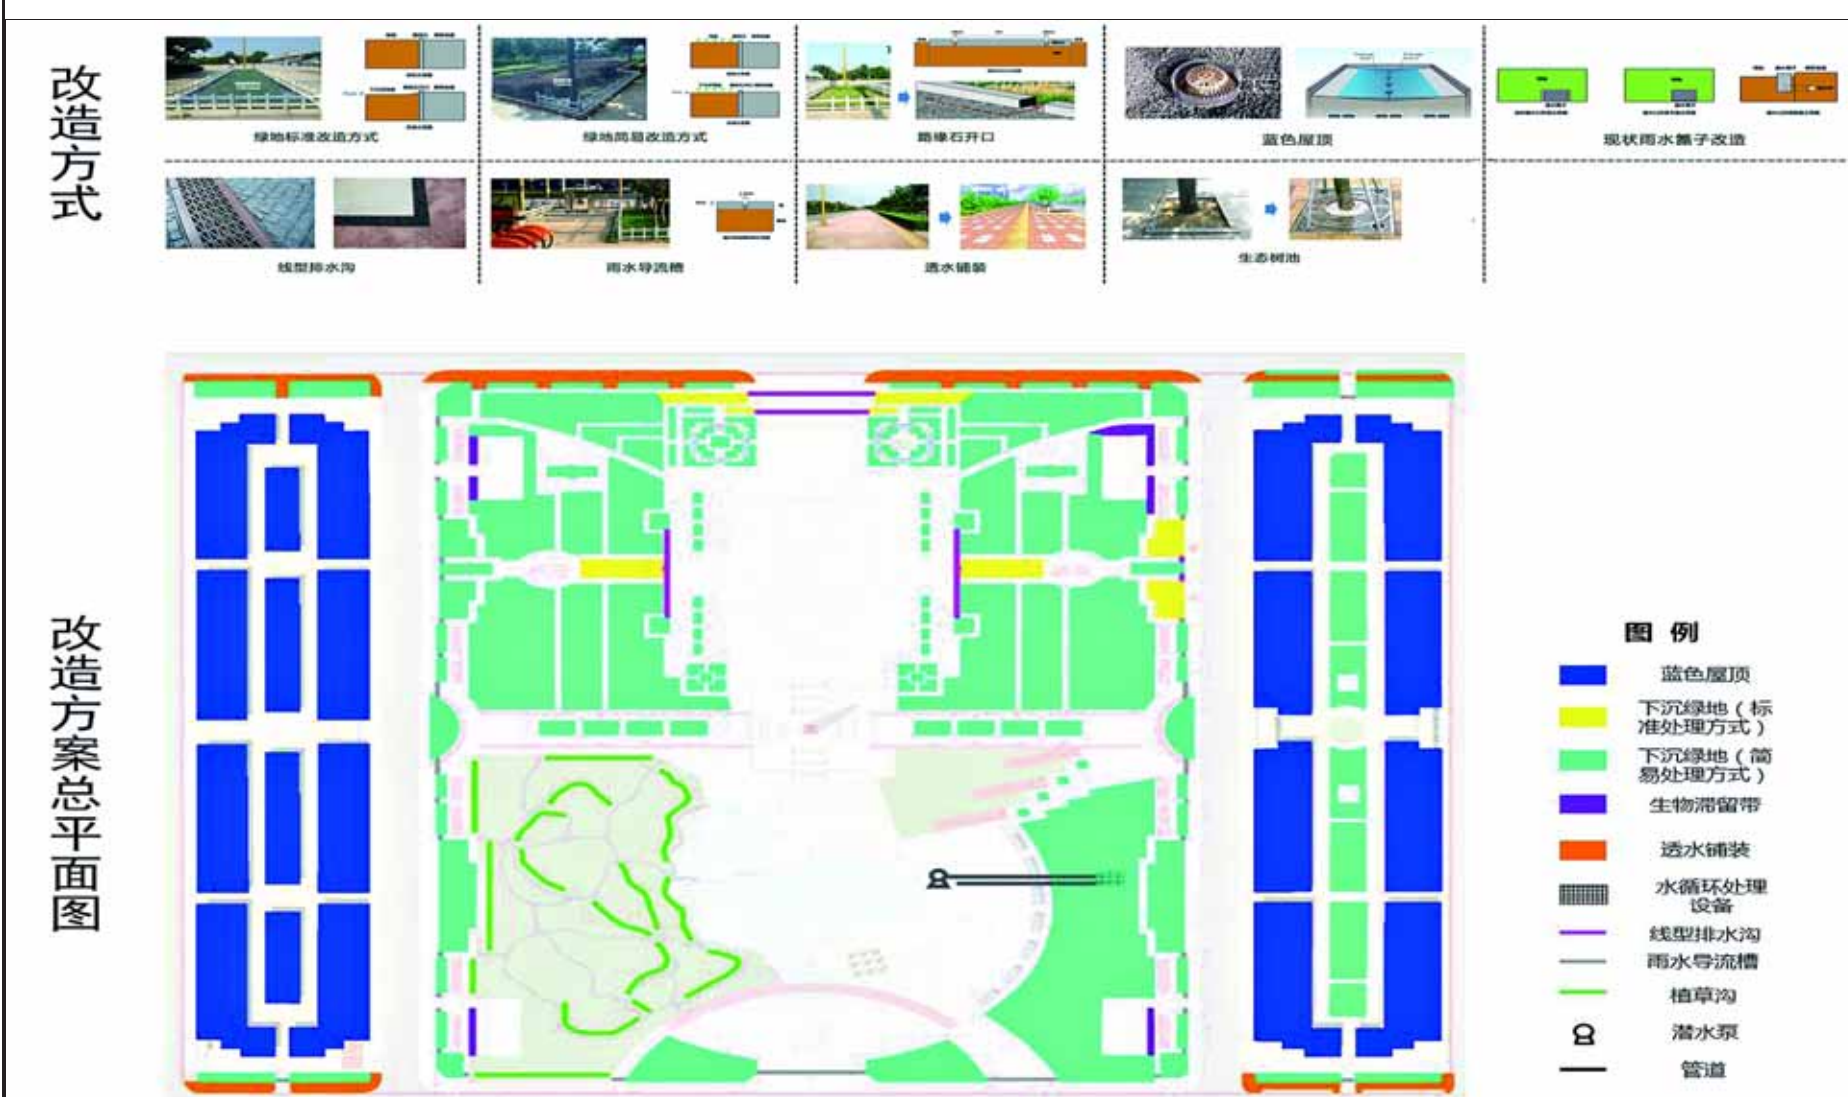 改造方式
绿地标准改造方式
绿地简易改造方式
路缘石开口
蓝色屋顶
现状雨水篦子改造
线型排水沟
雨水导流槽
透水铺装
生态树池
改造方案总平面图
图 例
蓝色屋顶
下沉绿地（标
准处理方式）
下沉绿地（简
易处理方式）
生物滞留带
透水铺装
水循环处理
设备
线型排水沟
雨水导流槽
植草沟
潜水泵
管道